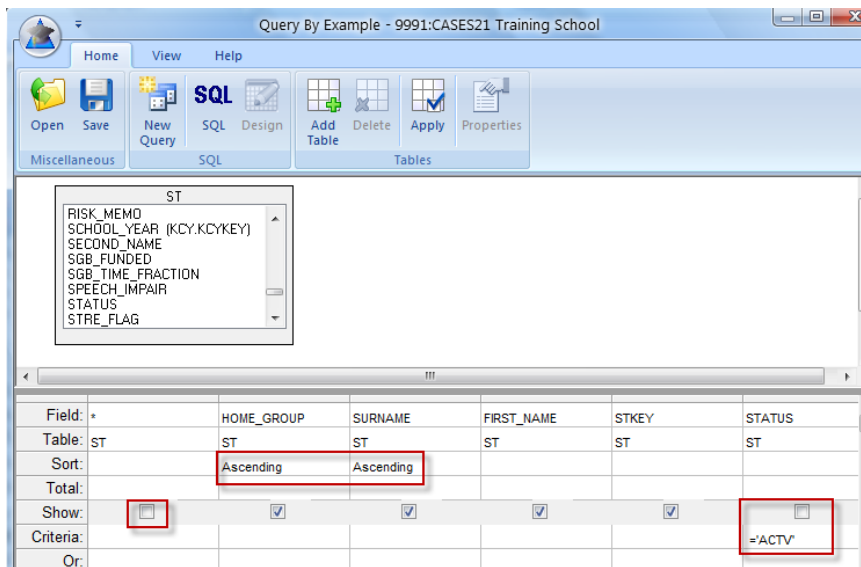 Query By Example - 9991:CASES21 Training School
Home View Help
SQL
Open Save New Query SQL Design Add Table Delete Apply Properties
Miscellaneous SQL Tables
ST
RISK_MEMO
SCHOOL_YEAR (KCY.KCYKEY)
SECOND_NAME
SGB_FUNDED
SGB_TIME_FRACTION
SPEECH_IMPAIR
STATUS
STRE_FLAG
Field: * HOME_GROUP SURNAME FIRST_NAME STKEY STATUS
Table: ST ST ST ST ST ST
Sort: Ascending Ascending
Total:
Show:
Criteria: ='ACTV'
Or: